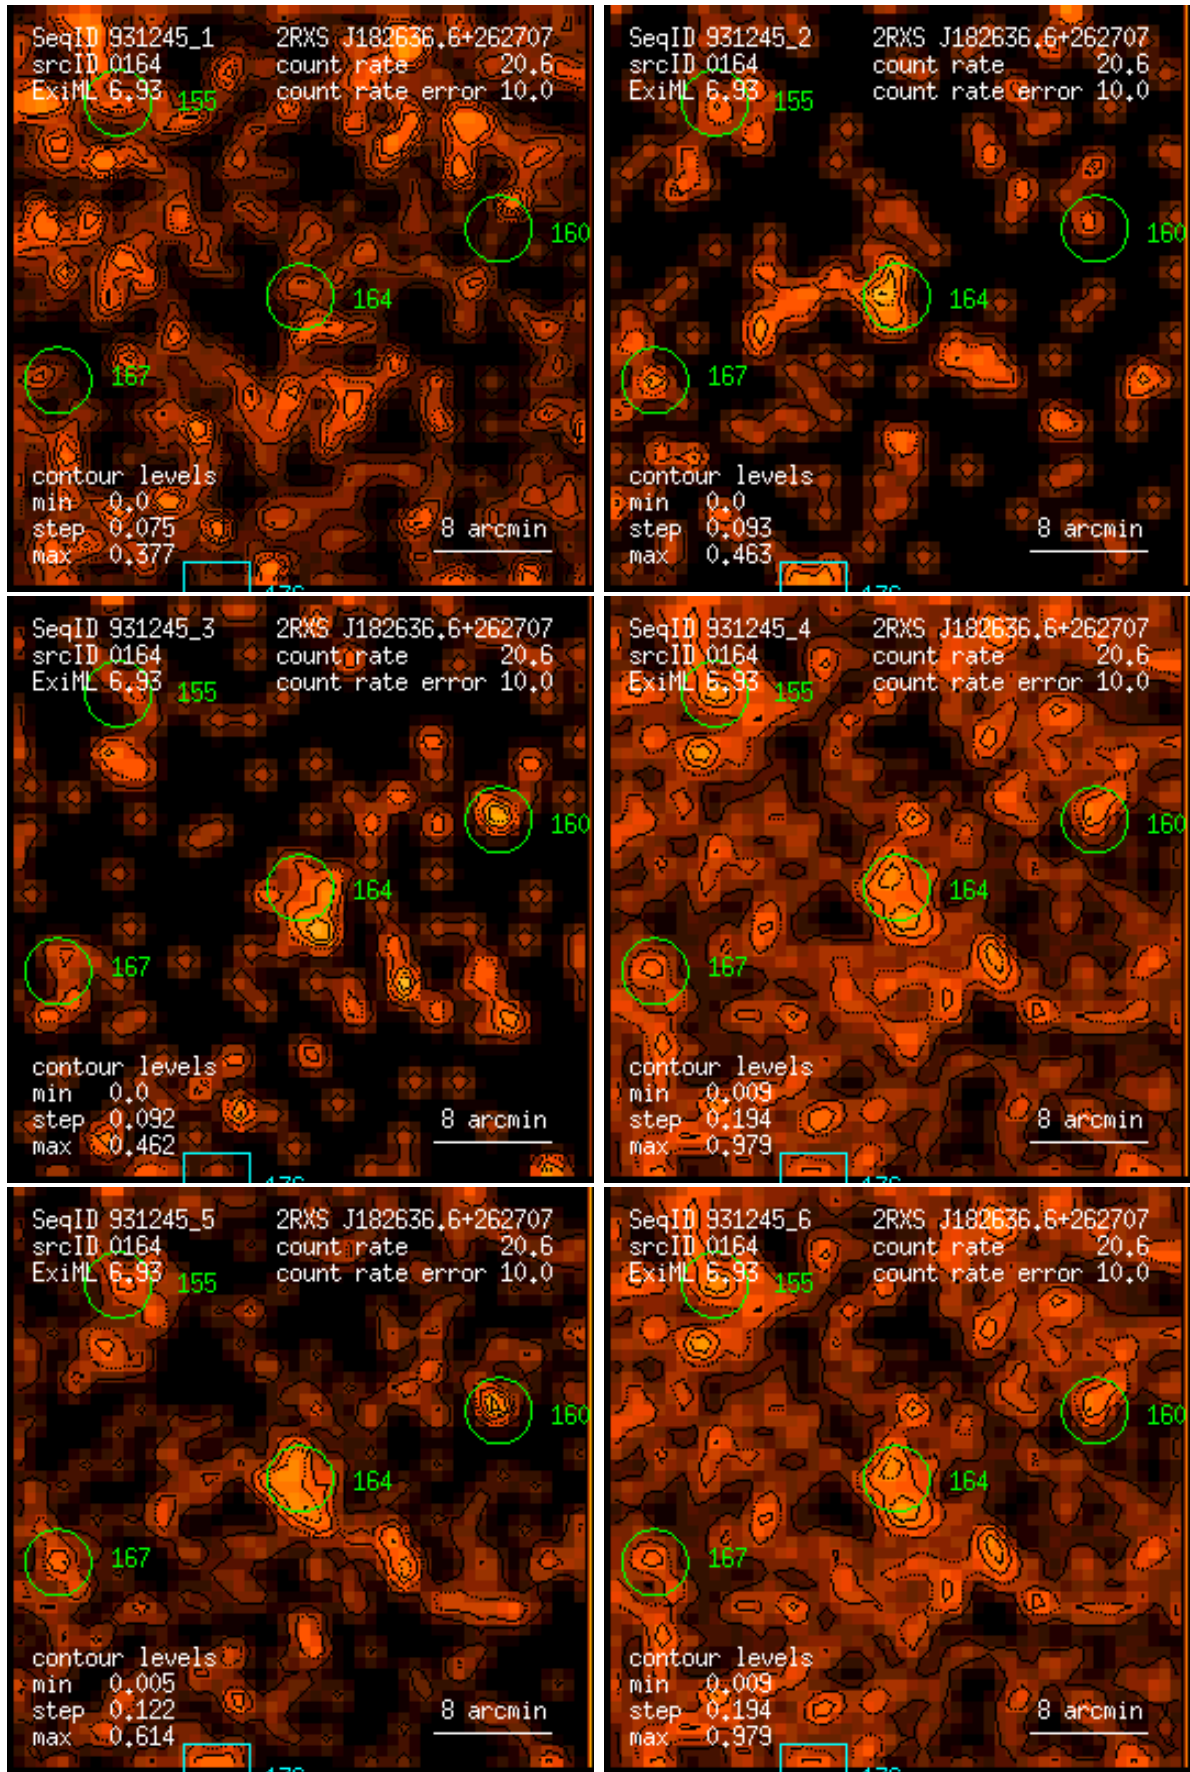 SeqID 931245_1 2RXS J182636.6+262707
srcID 0164 count rate 20.6
ExiML 6.93 count rate error 10.0
155
160
164
167
contour levels
min 0.0
step 0.075
max 0.377
8 arcmin
SeqID 931245_2 2RXS J182636.6+262707
srcID 0164 count rate 20.6
ExiML 6.93 count rate error 10.0
155
160
164
167
contour levels
min 0.0
step 0.093
max 0.463
8 arcmin
SeqID 931245_3 2RXS J182636.6+262707
srcID 0164 count rate 20.6
ExiML 6.93 count rate error 10.0
155
160
164
167
contour levels
min 0.0
step 0.092
max 0.462
8 arcmin
SeqID 931245_4 2RXS J182636.6+262707
srcID 0164 count rate 20.6
ExiML 6.93 count rate error 10.0
155
160
164
167
contour levels
min 0.009
step 0.194
max 0.979
8 arcmin
SeqID 931245_5 2RXS J182636.6+262707
srcID 0164 count rate 20.6
ExiML 6.93 count rate error 10.0
155
160
164
167
contour levels
min 0.005
step 0.122
max 0.614
8 arcmin
SeqID 931245_6 2RXS J182636.6+262707
srcID 0164 count rate 20.6
ExiML 6.93 count rate error 10.0
155
160
164
167
contour levels
min 0.009
step 0.194
max 0.979
8 arcmin